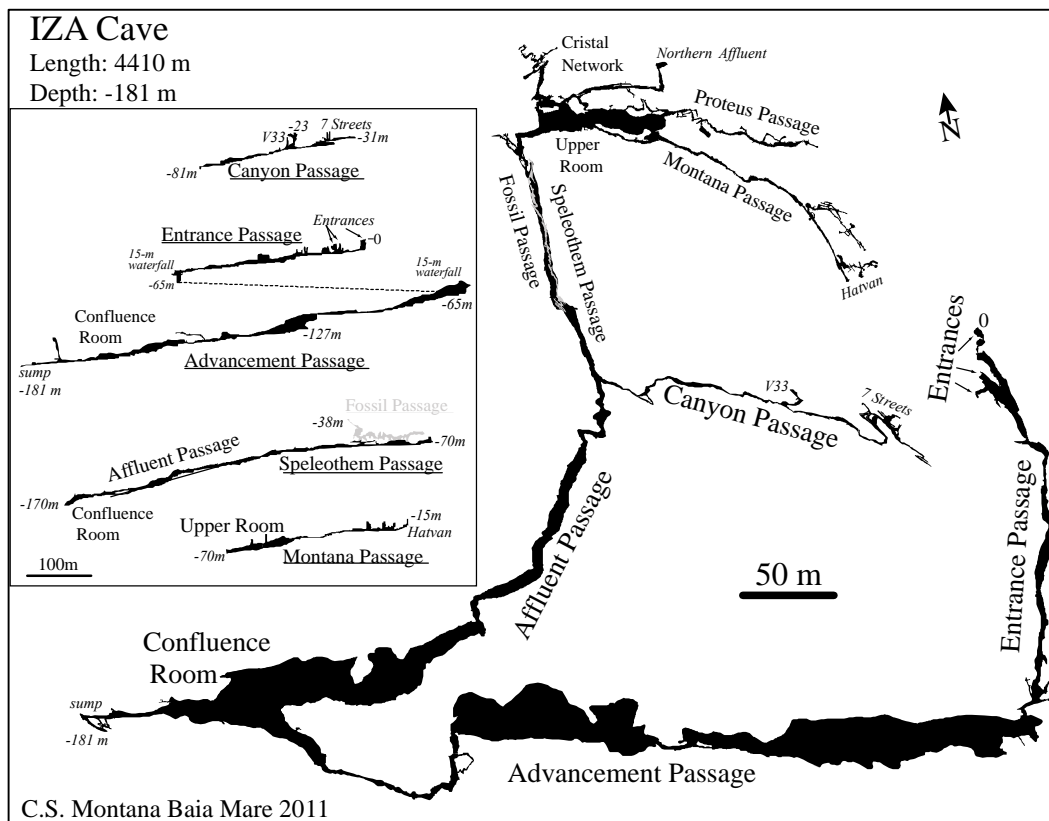 IZA Cave
Length: 4410 m
Depth: -181 m
V33
-23
7 Streets
-31m
-81m
Canyon Passage
Entrance Passage
Entrances
0
15-m
waterfall
-65m
15-m
waterfall
-65m
Confluence
Room
-127m
Advancement Passage
sump
-181 m
Fossil Passage
-38m
-70m
Affluent Passage
Speleothem Passage
-170m
Confluence
Room
Upper Room
-15m
Hatvan
-70m
Montana Passage
100m
Cristal
Network
Northern Affluent
Proteus Passage
N
Upper
Room
Montana Passage
Fossil Passage
Speleothem Passage
Hatvan
0
Entrances
V33
7 Streets
Canyon Passage
Entrance Passage
Affluent Passage
50 m
Confluence
Room
sump
-181 m
Advancement Passage
C.S. Montana Baia Mare 2011